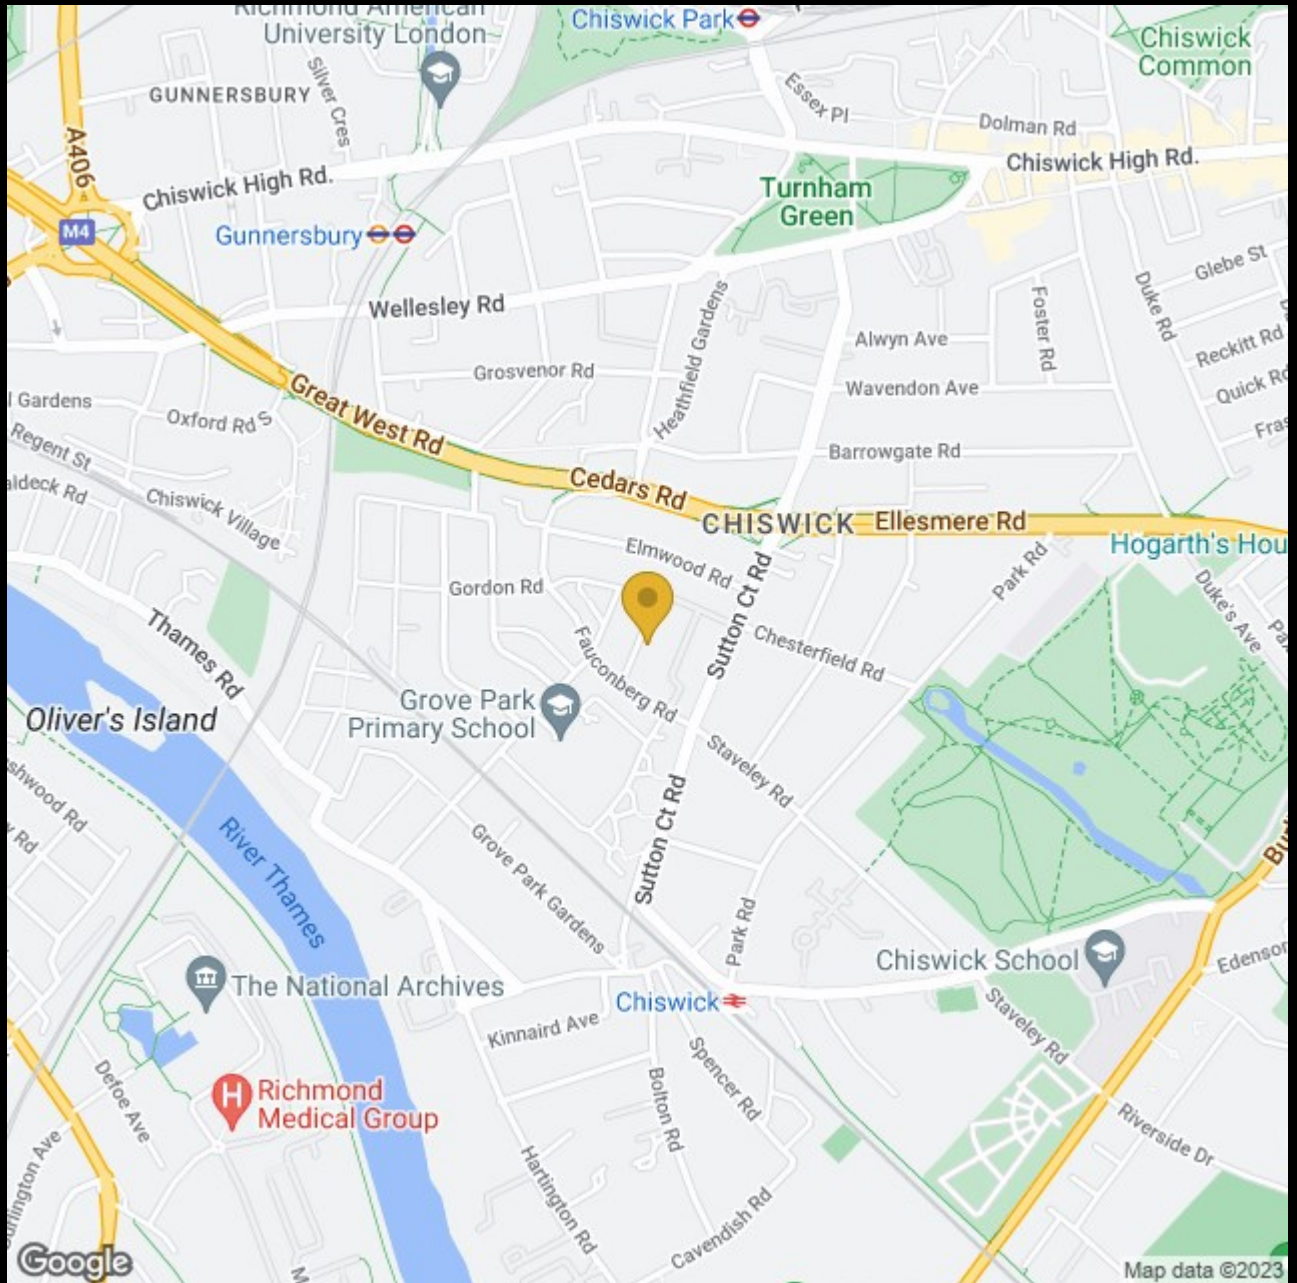 Richmond American
University London
Chiswick Park
Chiswick
Common
GUNNERSBURY
Silver Cres
Essex Pl
Dolman Rd
A406
Chiswick High Rd.
Chiswick High Rd.
Turnham
Green
M4
Gunnersbury
Glebe St
Duke Rd
Foster Rd
Wellesley Rd
Heathfield Gardens
Alwyn Ave
Reckitt Rd
Grosvenor Rd
Wavendon Ave
Quick Rd
Gardens
Oxford Rd S
Great West Rd
Regent St
Barrowgate Rd
Cedars Rd
Chiswick Village
CHISWICK
Ellesmere Rd
Hogarth's Hou
Elmwood Rd
Park Rd
Gordon Rd
Sutton Ct Rd
Duke's Ave
Thames Rd
Fauconberg Rd
Chesterfield Rd
Grove Park
Primary School
Oliver's Island
Staveley Rd
Sutton Ct Rd
River Thames
Grove Park Gardens
Park Rd
Chiswick School
The National Archives
Chiswick
Staveley Rd
Kinnaird Ave
Spencer Rd
Defoe Ave
Bolton Rd
Richmond
Medical Group
Riverside Dr
Hartington Rd
Cavendish Rd
Google
Map data ©2023